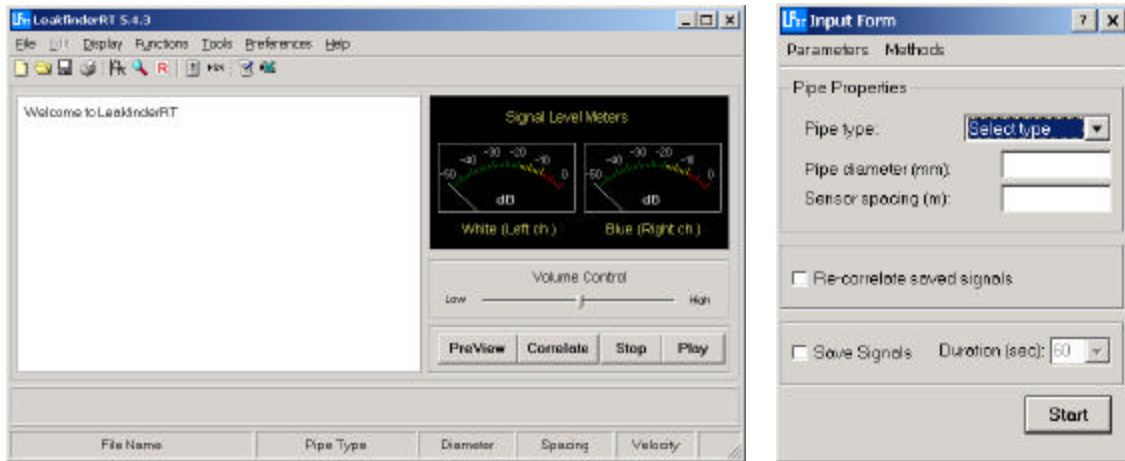 LeakfinderRT 5.4.3
File Edit Display Functions Tools Preferences Help
Welcome to LeakfinderRT
Signal Level Meters
-50 -40 -30 -20 -10 0
dB
-50 -40 -30 -20 -10 0
dB
White (Left ch.) Blue (Right ch.)
Volume Control
Low High
PreView Correlate Stop Play
File Name Pipe Type Diameter Spacing Velocity
Input Form
Parameters Methods
Pipe Properties
Pipe type: Select type
Pipe diameter (mm):
Sensor spacing (m):
Re-correlate saved signals
Save Signals Duration (sec): 60
Start